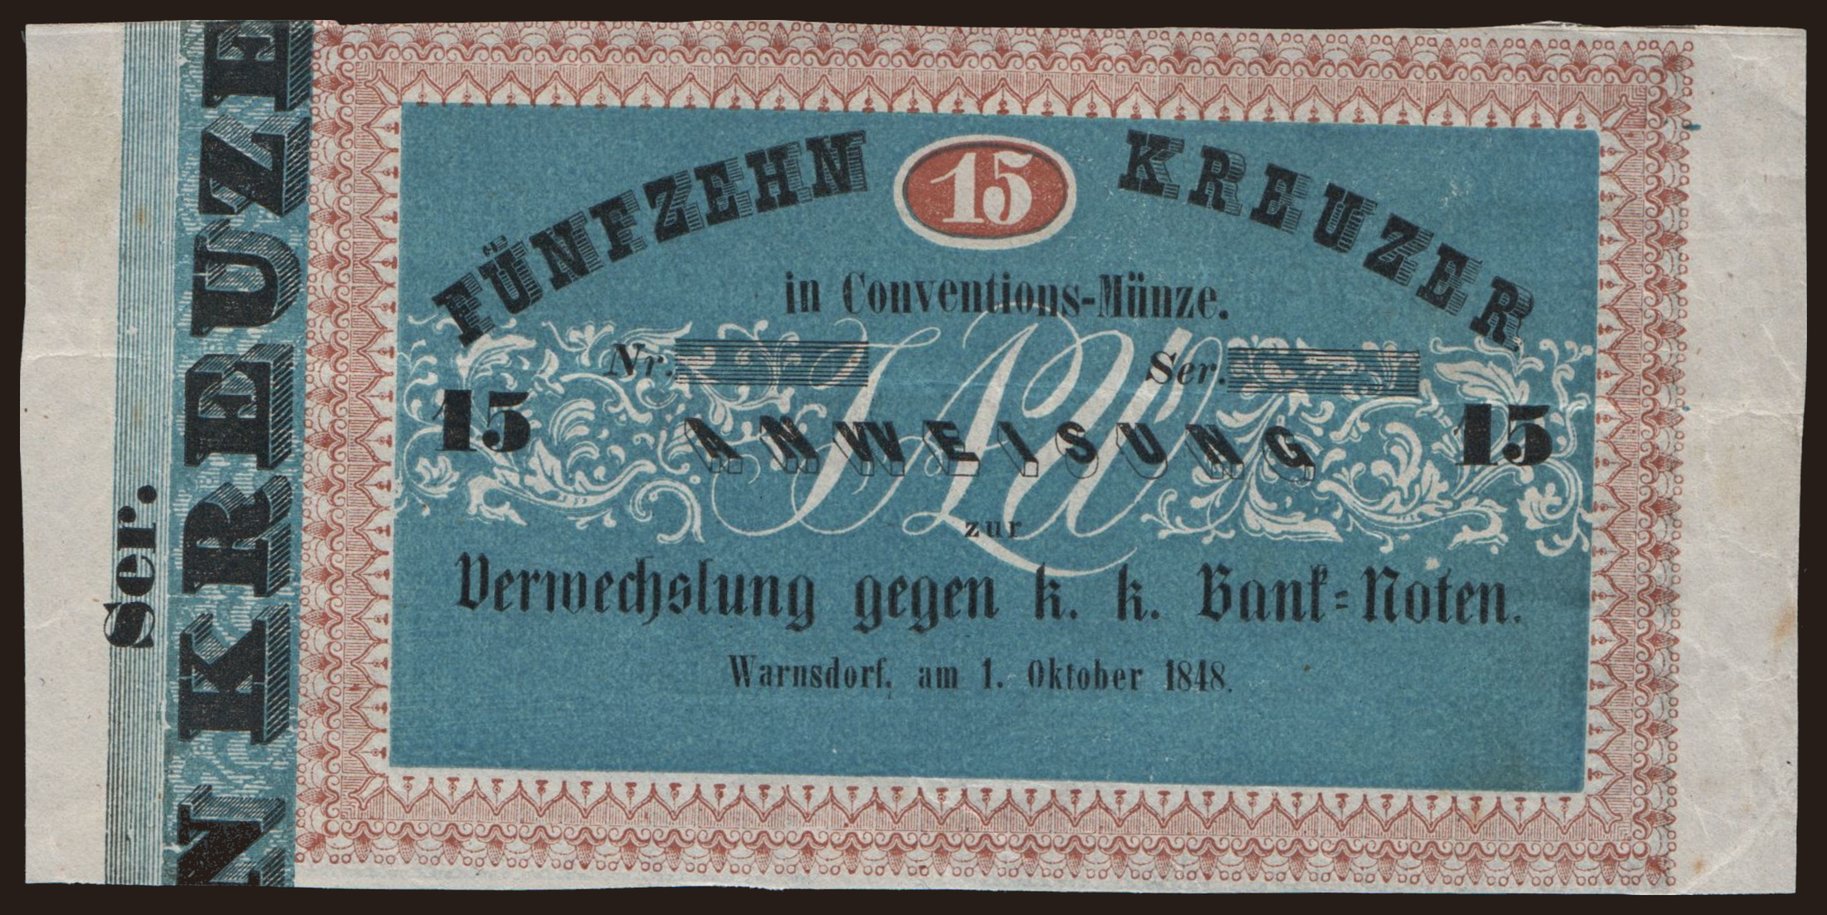 Ser.
N KREUZE
FÜNFZEHN 15 KREUZER
in Conventions-Münze.
Nr. Ser.
15 ANWEISUNG 15
zur
Verwechslung gegen k. k. Bank=Noten.
Warnsdorf, am 1. Oktober 1848.